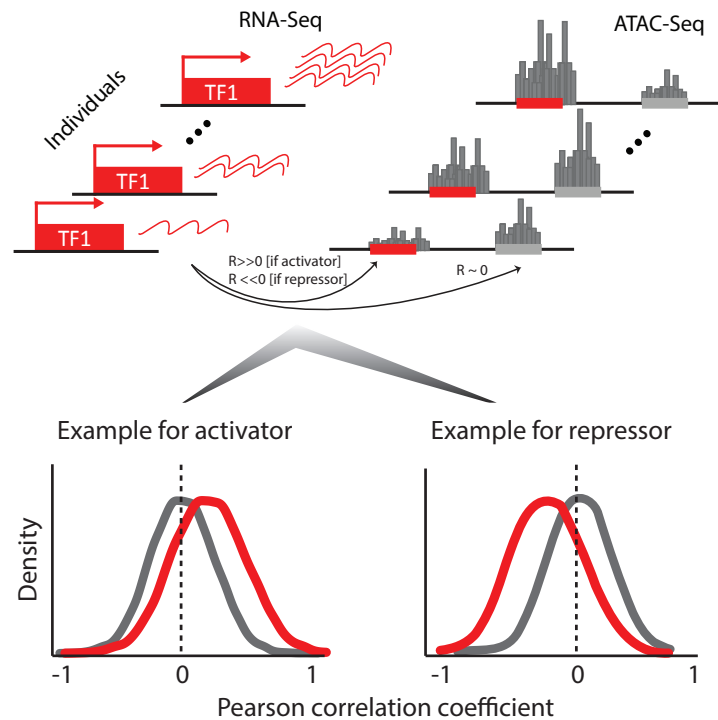 RNA-Seq
ATAC-Seq
Individuals
TF1
TF1
TF1
R>>0 [if activator]
R <<0 [if repressor]
R ~ 0
Example for activator
Example for repressor
Density
-1
0
1
-1
0
1
Pearson correlation coefficient